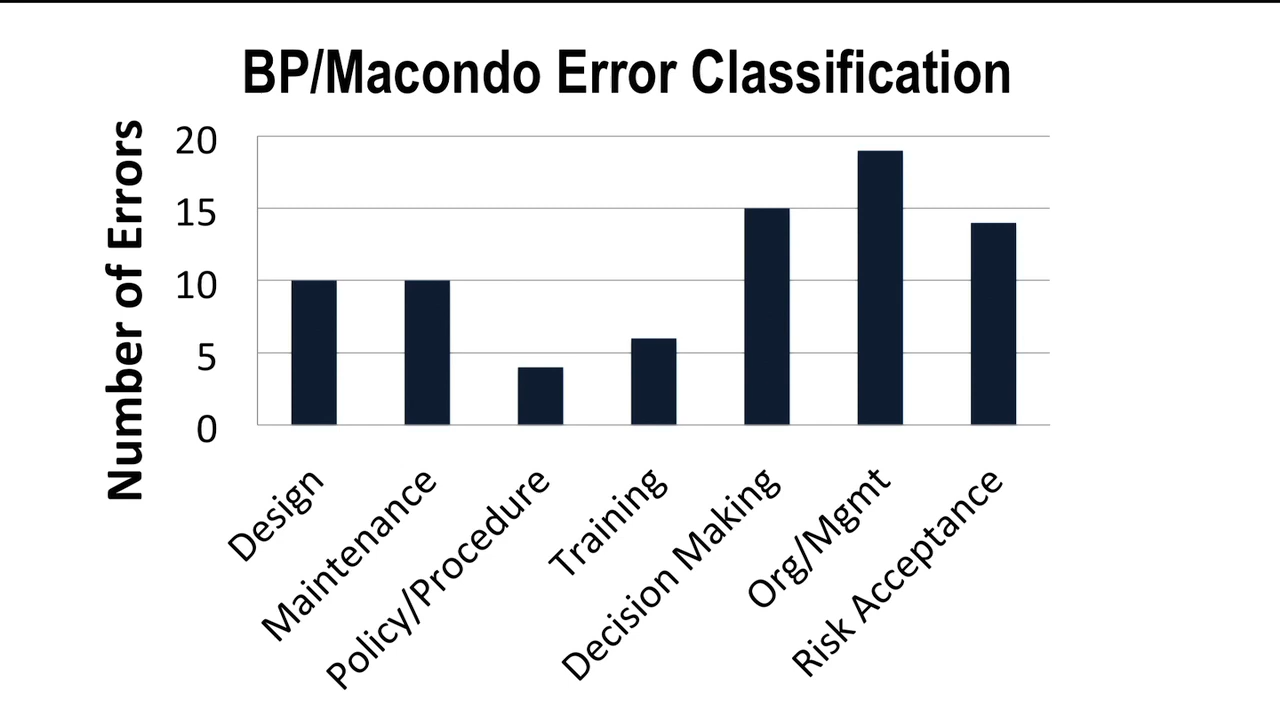 BP/Macondo Error Classification
Number of Errors
20
15
10
5
0
Design
Maintenance
Policy/Procedure
Training
Decision Making
Org/Mgmt
Risk Acceptance